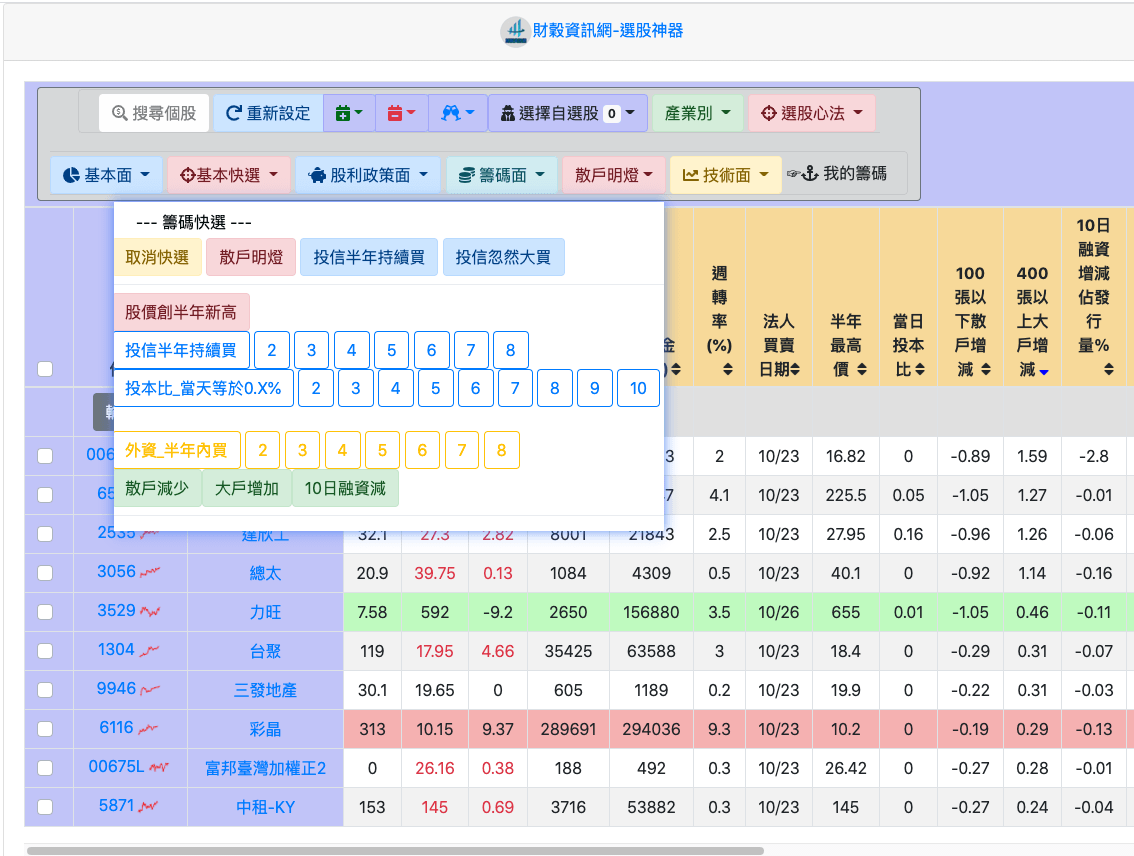 財穀資訊網-選股神器
搜尋個股 重新設定 選擇自選股 0 產業別 選股心法
基本面 基本快選 股利政策面 籌碼面 散戶明燈 技術面 我的籌碼
--- 籌碼快選 ---
取消快選 散戶明燈 投信半年持續買 投信忽然大買
股價創半年新高
投信半年持續買 2 3 4 5 6 7 8
投本比_當天等於0.X% 2 3 4 5 6 7 8 9 10
外資_半年內買 2 3 4 5 6 7 8
散戶減少 大戶增加 10日融資減
週
轉
率
(%)
法人
買賣
日期
半年
最高
價
當日
投本
比
100
張以
下散
戶增
減
400
張以
上大
戶增
減
10日
融資
增減
佔發
行
量%
2 10/23 16.82 0 -0.89 1.59 -2.8
4.1 10/23 225.5 0.05 -1.05 1.27 -0.01
2535 達欣工 32.1 27.3 2.82 8001 21843 2.5 10/23 27.95 0.16 -0.96 1.26 -0.06
3056 總太 20.9 39.75 0.13 1084 4309 0.5 10/23 40.1 0 -0.92 1.14 -0.16
3529 力旺 7.58 592 -9.2 2650 156880 3.5 10/26 655 0.01 -1.05 0.46 -0.11
1304 台聚 119 17.95 4.66 35425 63588 3 10/23 18.4 0 -0.29 0.31 -0.07
9946 三發地產 30.1 19.65 0 605 1189 0.2 10/23 19.9 0 -0.22 0.31 -0.03
6116 彩晶 313 10.15 9.37 289691 294036 9.3 10/23 10.2 0 -0.19 0.29 -0.13
00675L 富邦臺灣加權正2 0 26.16 0.38 188 492 0.3 10/23 26.42 0 -0.27 0.28 -0.01
5871 中租-KY 153 145 0.69 3716 53882 0.3 10/23 145 0 -0.27 0.24 -0.04